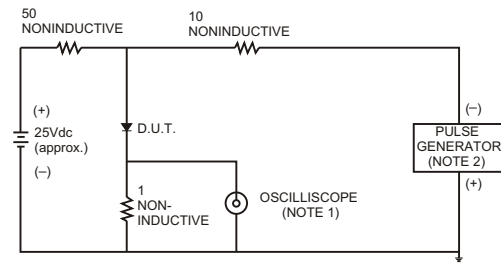 50
NONINDUCTIVE
10
NONINDUCTIVE
(+)
25Vdc
(approx.)
(–)
D.U.T.
1
NON-
INDUCTIVE
OSCILLISCOPE
(NOTE 1)
(–)
PULSE
GENERATOR
(NOTE 2)
(+)